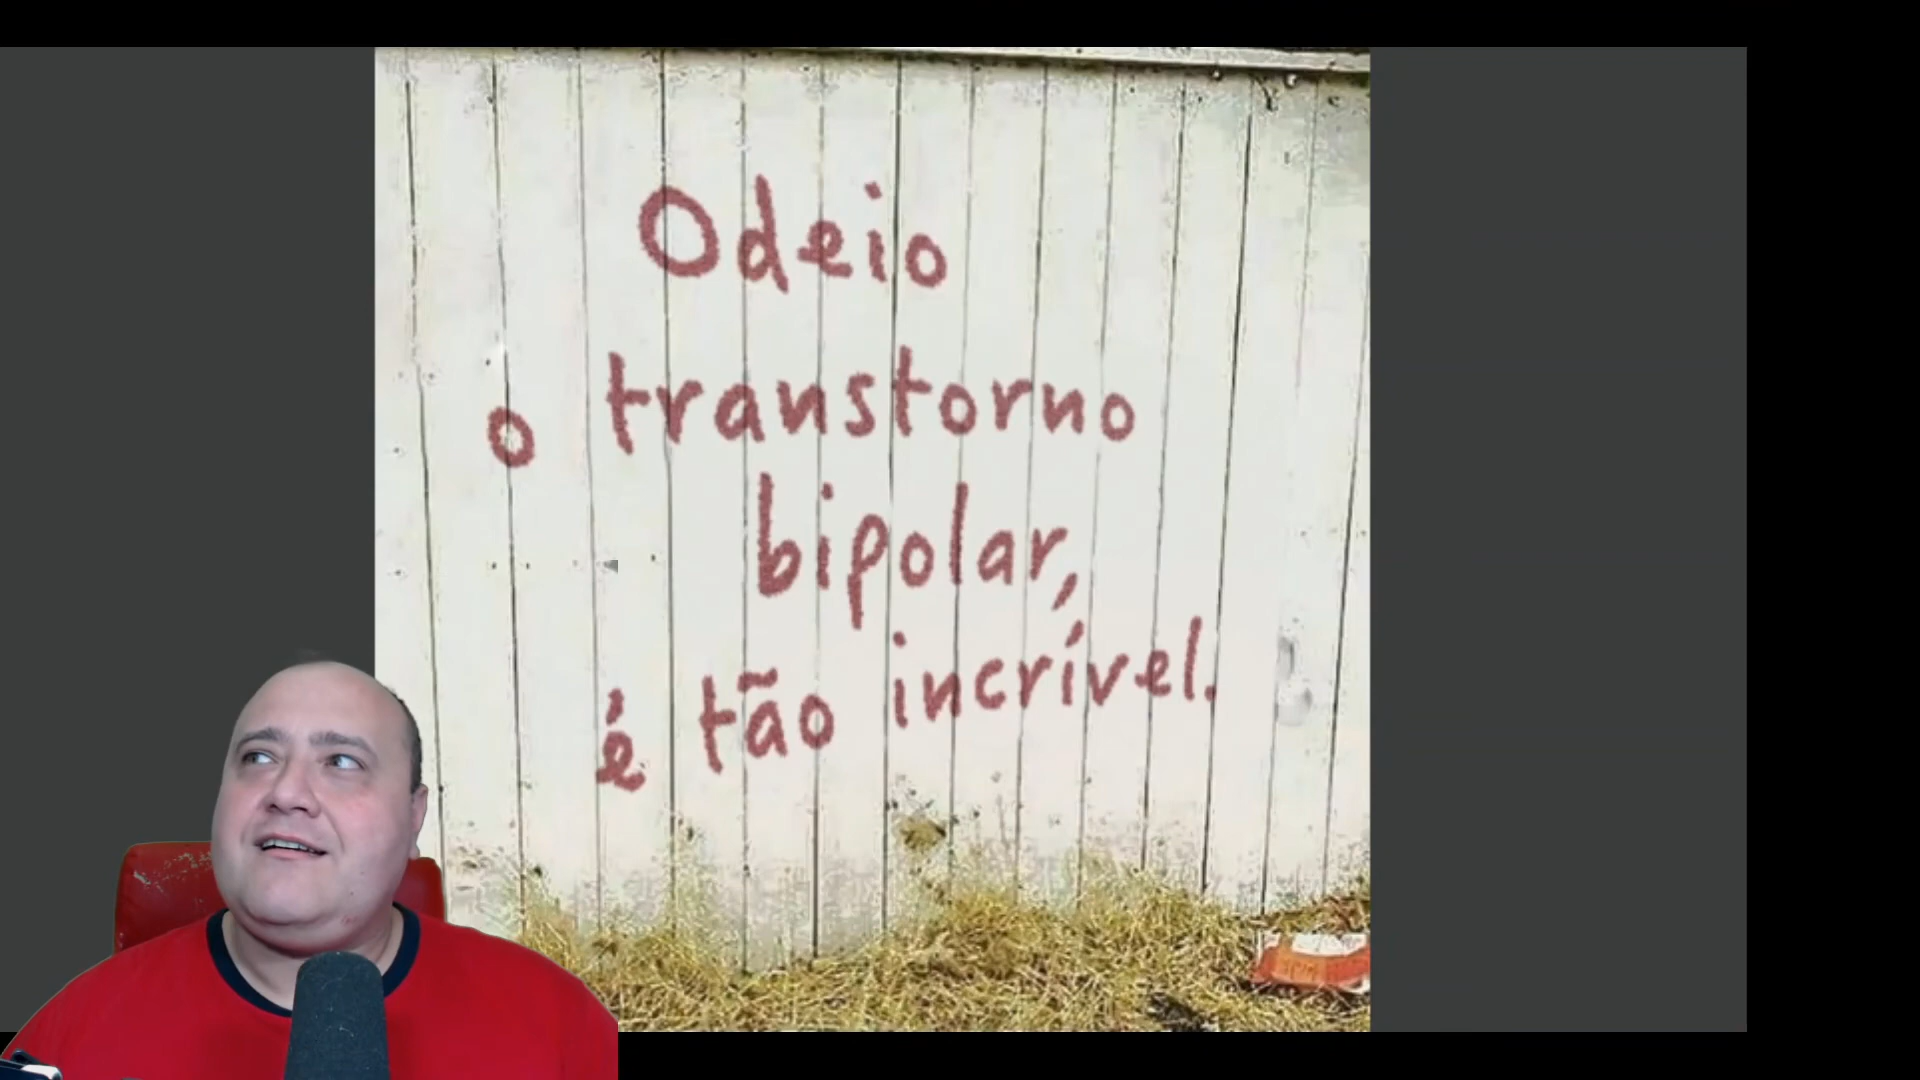 Odeio
o transtorno
bipolar,
é tão incrível.